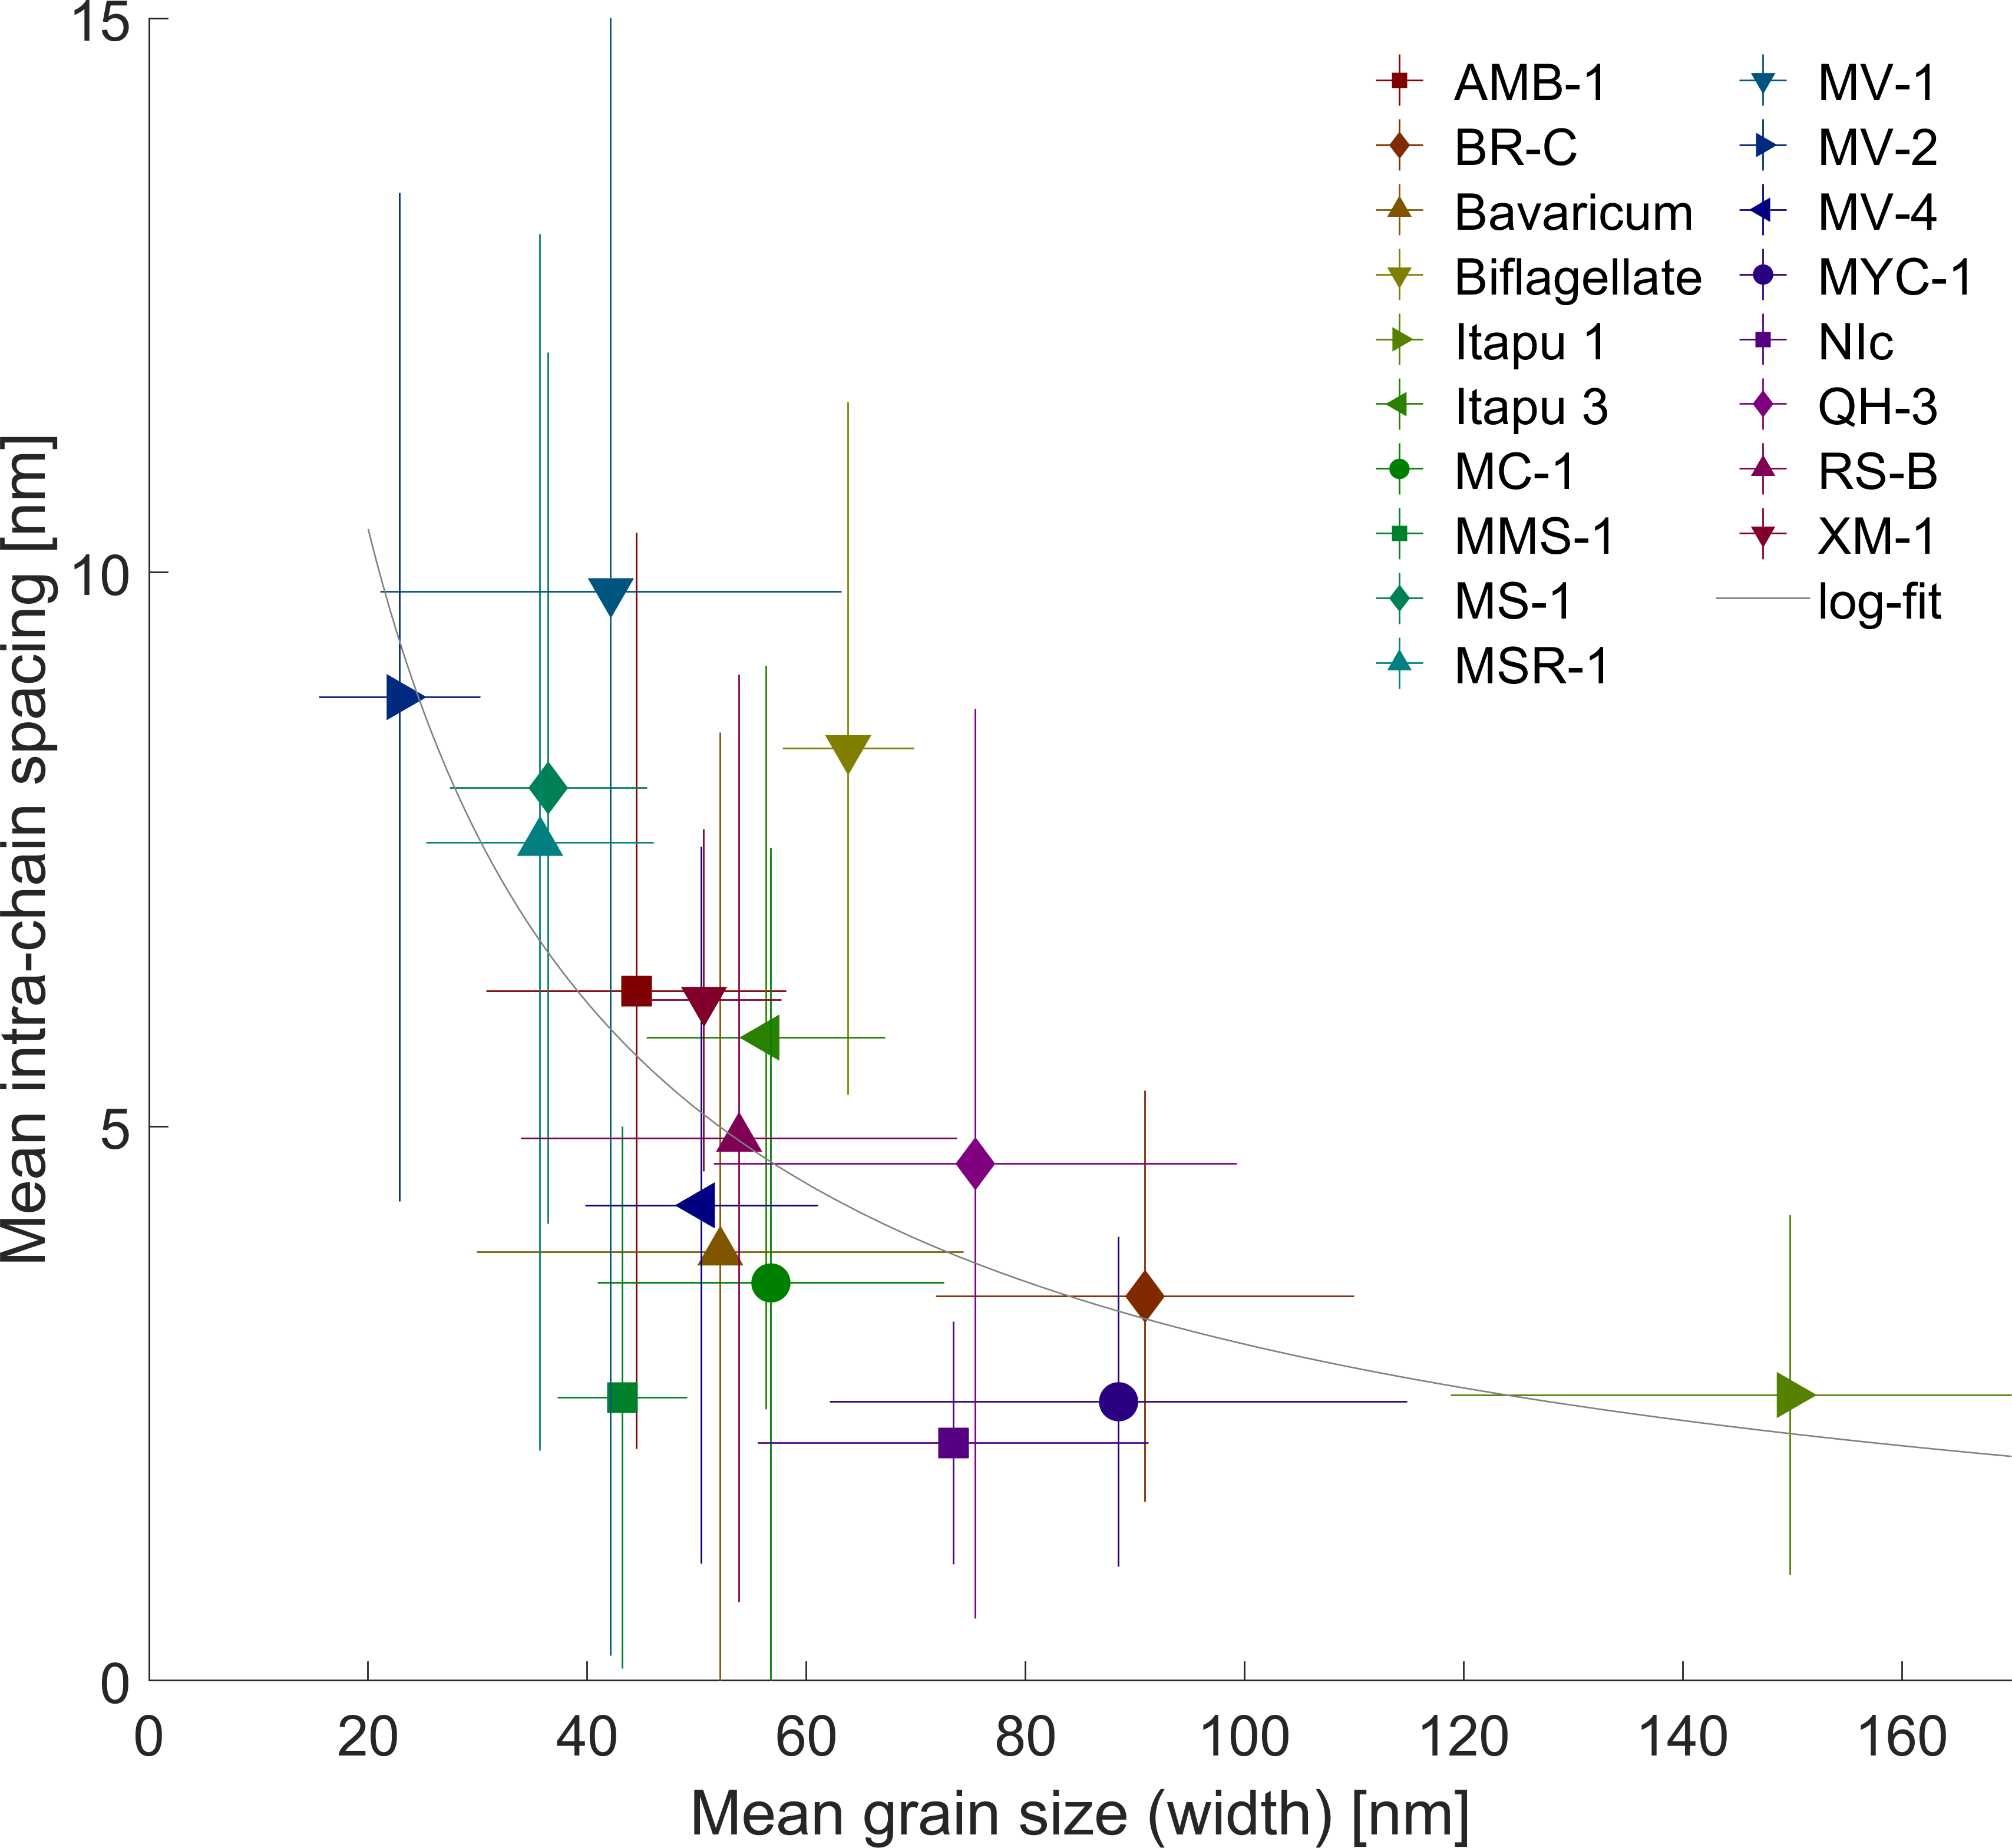 15
10
5
0
Mean intra-chain spacing [nm]
AMB-1
BR-C
Bavaricum
Biflagellate
Itapu 1
Itapu 3
MC-1
MMS-1
MS-1
MSR-1
MV-1
MV-2
MV-4
MYC-1
NIc
QH-3
RS-B
XM-1
log-fit
0 20 40 60 80 100 120 140 160
Mean grain size (width) [nm]